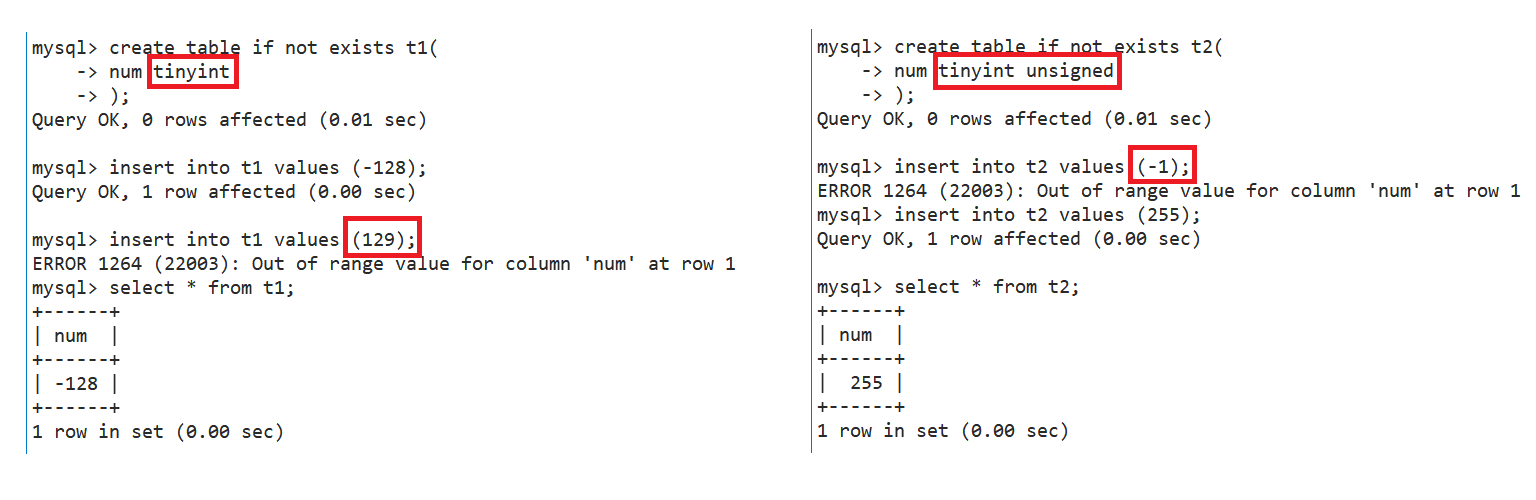 mysql> create table if not exists t1(
    -> num tinyint
    -> );
Query OK, 0 rows affected (0.01 sec)

mysql> insert into t1 values (-128);
Query OK, 1 row affected (0.00 sec)

mysql> insert into t1 values (129);
ERROR 1264 (22003): Out of range value for column 'num' at row 1
mysql> select * from t1;
+------+
| num  |
+------+
| -128 |
+------+
1 row in set (0.00 sec)

mysql> create table if not exists t2(
    -> num tinyint unsigned
    -> );
Query OK, 0 rows affected (0.01 sec)

mysql> insert into t2 values (-1);
ERROR 1264 (22003): Out of range value for column 'num' at row 1
mysql> insert into t2 values (255);
Query OK, 1 row affected (0.00 sec)

mysql> select * from t2;
+------+
| num  |
+------+
|  255 |
+------+
1 row in set (0.00 sec)